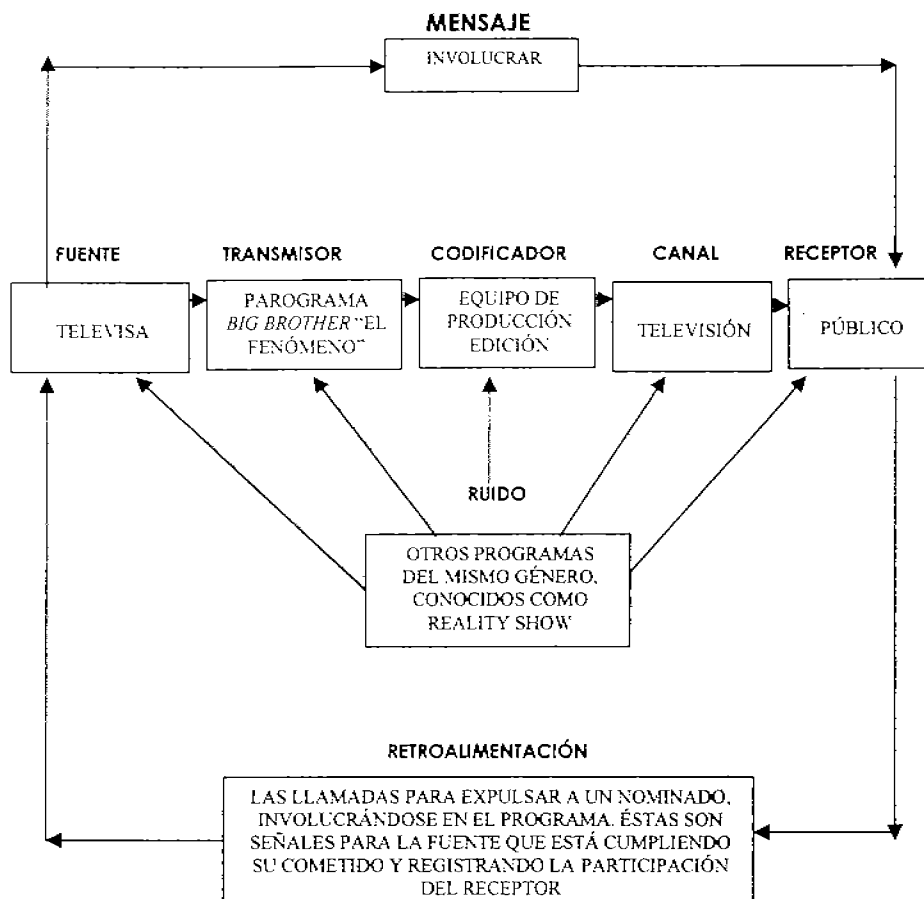 MENSAJE
INVOLUCRAR
FUENTE
TRANSMISOR
CODIFICADOR
CANAL
RECEPTOR
TELEVISA
PAROGRAMA
BIG BROTHER "EL
FENÓMENO"
EQUIPO DE
PRODUCCIÓN
EDICIÓN
TELEVISIÓN
PÚBLICO
RUIDO
OTROS PROGRAMAS
DEL MISMO GÉNERO,
CONOCIDOS COMO
REALITY SHOW
RETROALIMENTACIÓN
LAS LLAMADAS PARA EXPULSAR A UN NOMINADO,
INVOLUCRÁNDOSE EN EL PROGRAMA. ÉSTAS SON
SEÑALES PARA LA FUENTE QUE ESTÁ CUMPLIENDO
SU COMETIDO Y REGISTRANDO LA PARTICIPACIÓN
DEL RECEPTOR